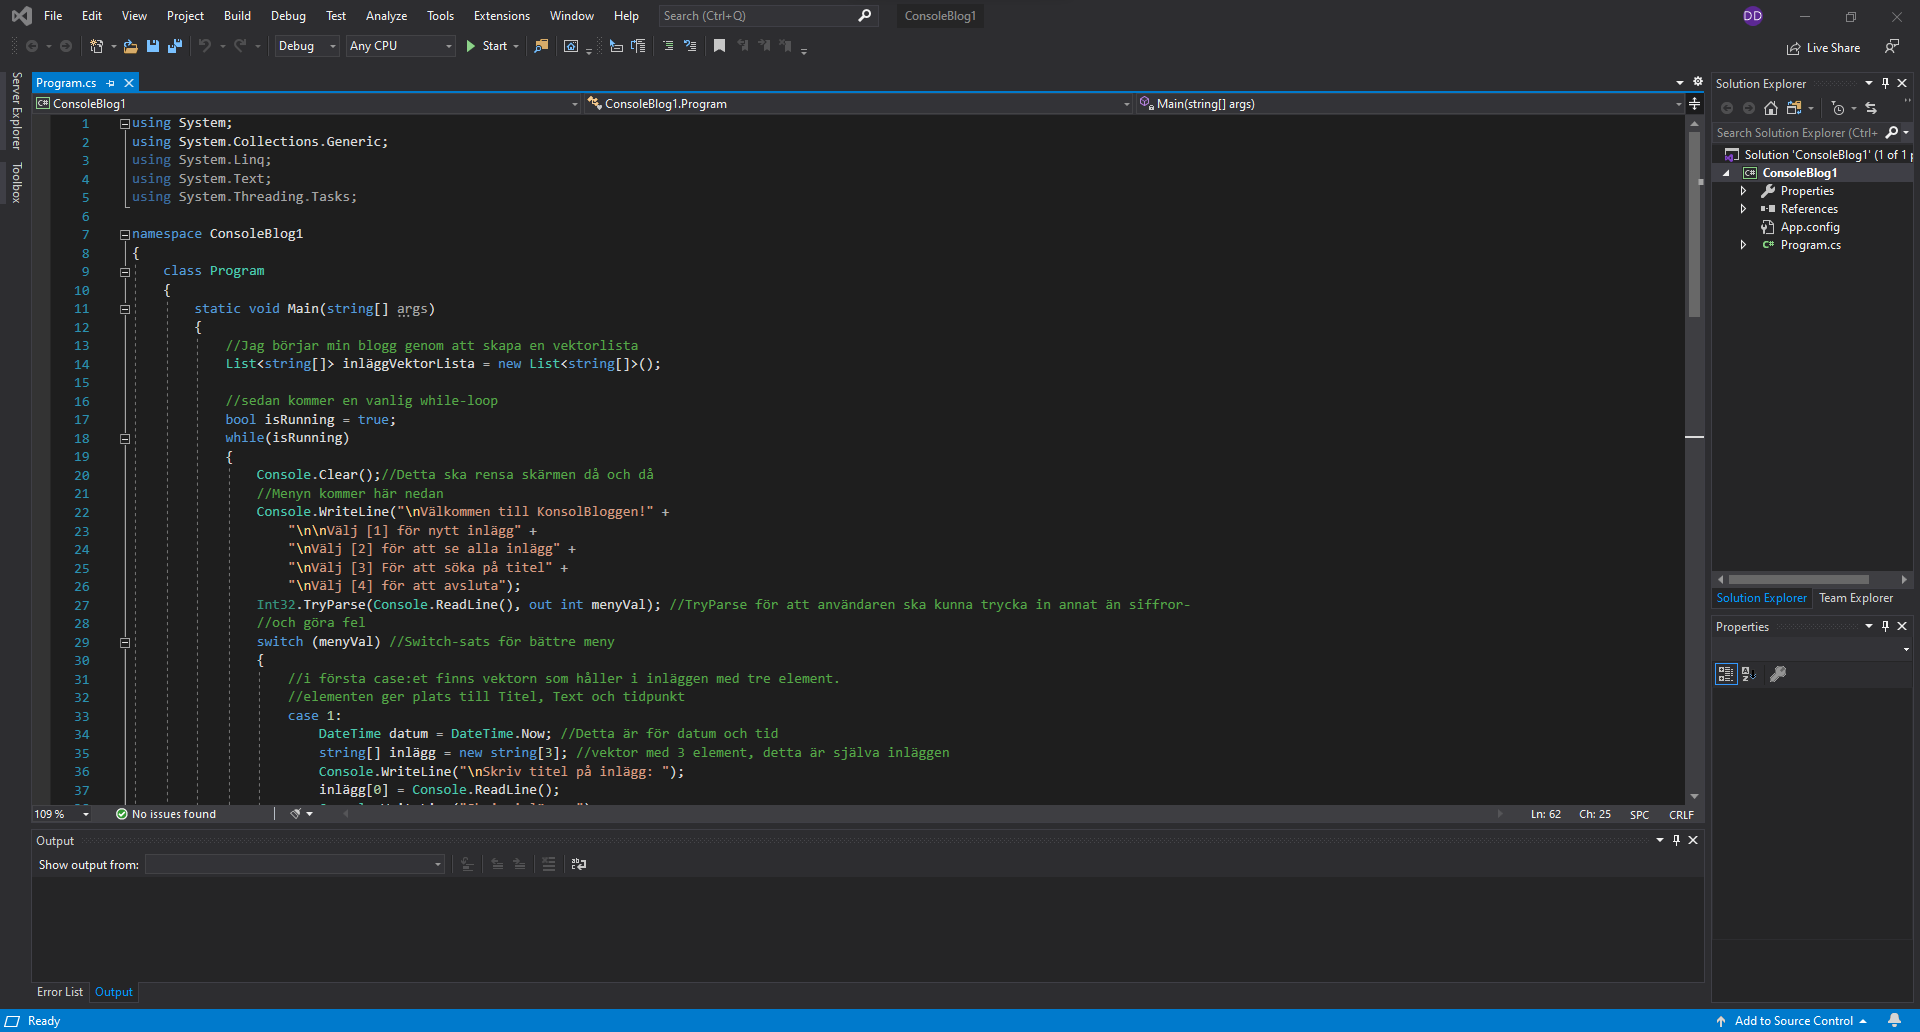 File Edit View Project Build Debug Test Analyze Tools Extensions Window Help Search (Ctrl+Q) ConsoleBlog1 DD
Debug Any CPU Start Live Share
Server Explorer
Toolbox
Program.cs
ConsoleBlog1 ConsoleBlog1.Program Main(string[] args)
1 using System;
2 using System.Collections.Generic;
3 using System.Linq;
4 using System.Text;
5 using System.Threading.Tasks;
6
7 namespace ConsoleBlog1
8 {
9 class Program
10 {
11 static void Main(string[] args)
12 {
13 //Jag börjar min blogg genom att skapa en vektorlista
14 List<string[]> inläggVektorLista = new List<string[]>();
15
16 //sedan kommer en vanlig while-loop
17 bool isRunning = true;
18 while(isRunning)
19 {
20 Console.Clear();//Detta ska rensa skärmen då och då
21 //Menyn kommer här nedan
22 Console.WriteLine("\nVälkommen till KonsolBloggen!" +
23 "\n\nVälj [1] för nytt inlägg" +
24 "\nVälj [2] för att se alla inlägg" +
25 "\nVälj [3] För att söka på titel" +
26 "\nVälj [4] för att avsluta");
27 Int32.TryParse(Console.ReadLine(), out int menyVal); //TryParse för att användaren ska kunna trycka in annat än siffror-
28 //och göra fel
29 switch (menyVal) //Switch-sats för bättre meny
30 {
31 //i första case:et finns vektorn som håller i inläggen med tre element.
32 //elementen ger plats till Titel, Text och tidpunkt
33 case 1:
34 DateTime datum = DateTime.Now; //Detta är för datum och tid
35 string[] inlägg = new string[3]; //vektor med 3 element, detta är själva inläggen
36 Console.WriteLine("\nSkriv titel på inlägg: ");
37 inlägg[0] = Console.ReadLine();
109 % No issues found Ln: 62 Ch: 25 SPC CRLF
Output
Show output from:
Error List Output
Solution Explorer
Search Solution Explorer (Ctrl+
Solution 'ConsoleBlog1' (1 of 1
ConsoleBlog1
Properties
References
App.config
Program.cs
Solution Explorer Team Explorer
Properties
Ready Add to Source Control